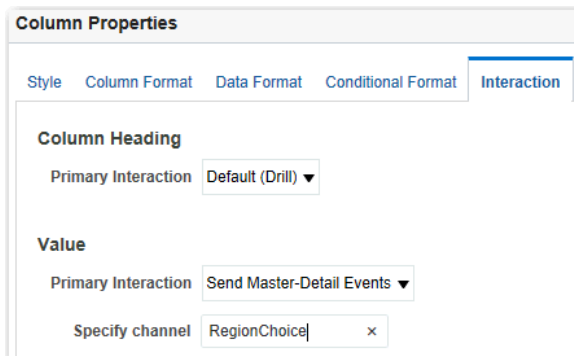 Column Properties
Style Column Format Data Format Conditional Format Interaction
Column Heading
Primary Interaction Default (Drill)
Value
Primary Interaction Send Master-Detail Events
Specify channel RegionChoice ×